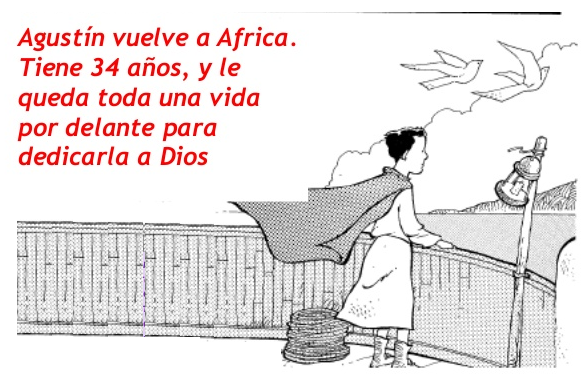 Agustín vuelve a Africa.
Tiene 34 años, y le
queda toda una vida
por delante para
dedicarla a Dios